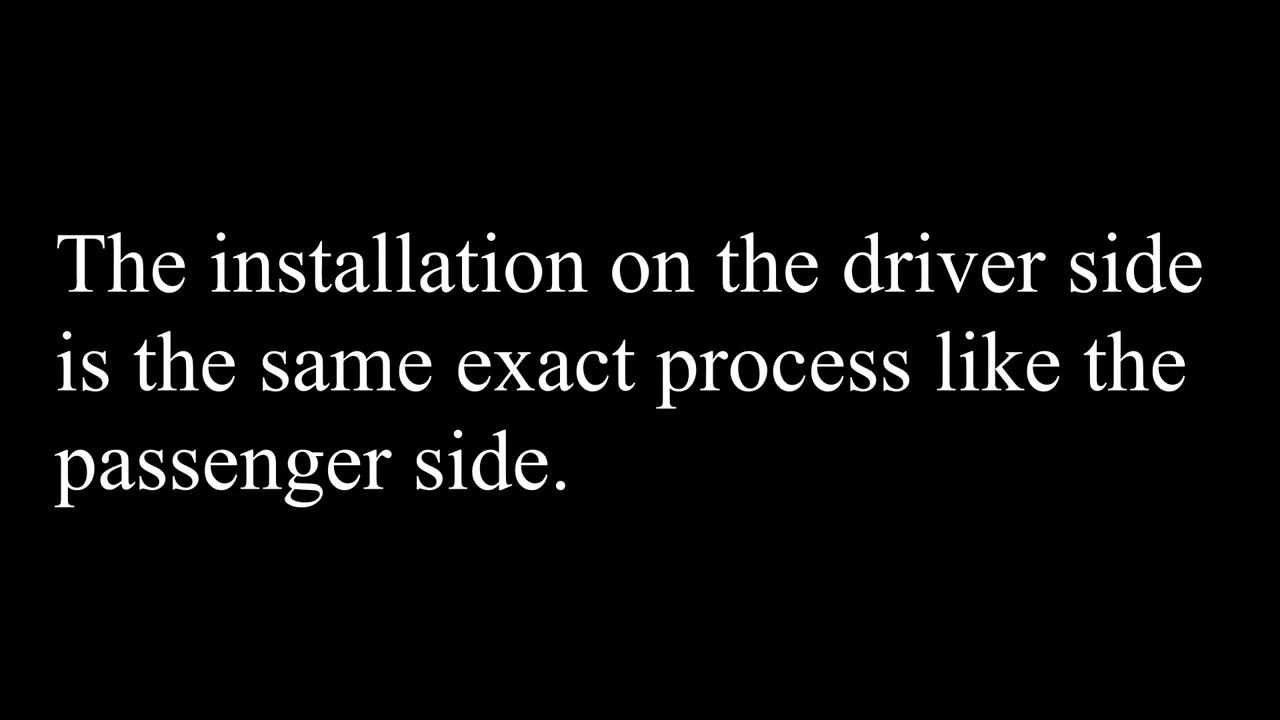 The installation on the driver side
is the same exact process like the
passenger side.